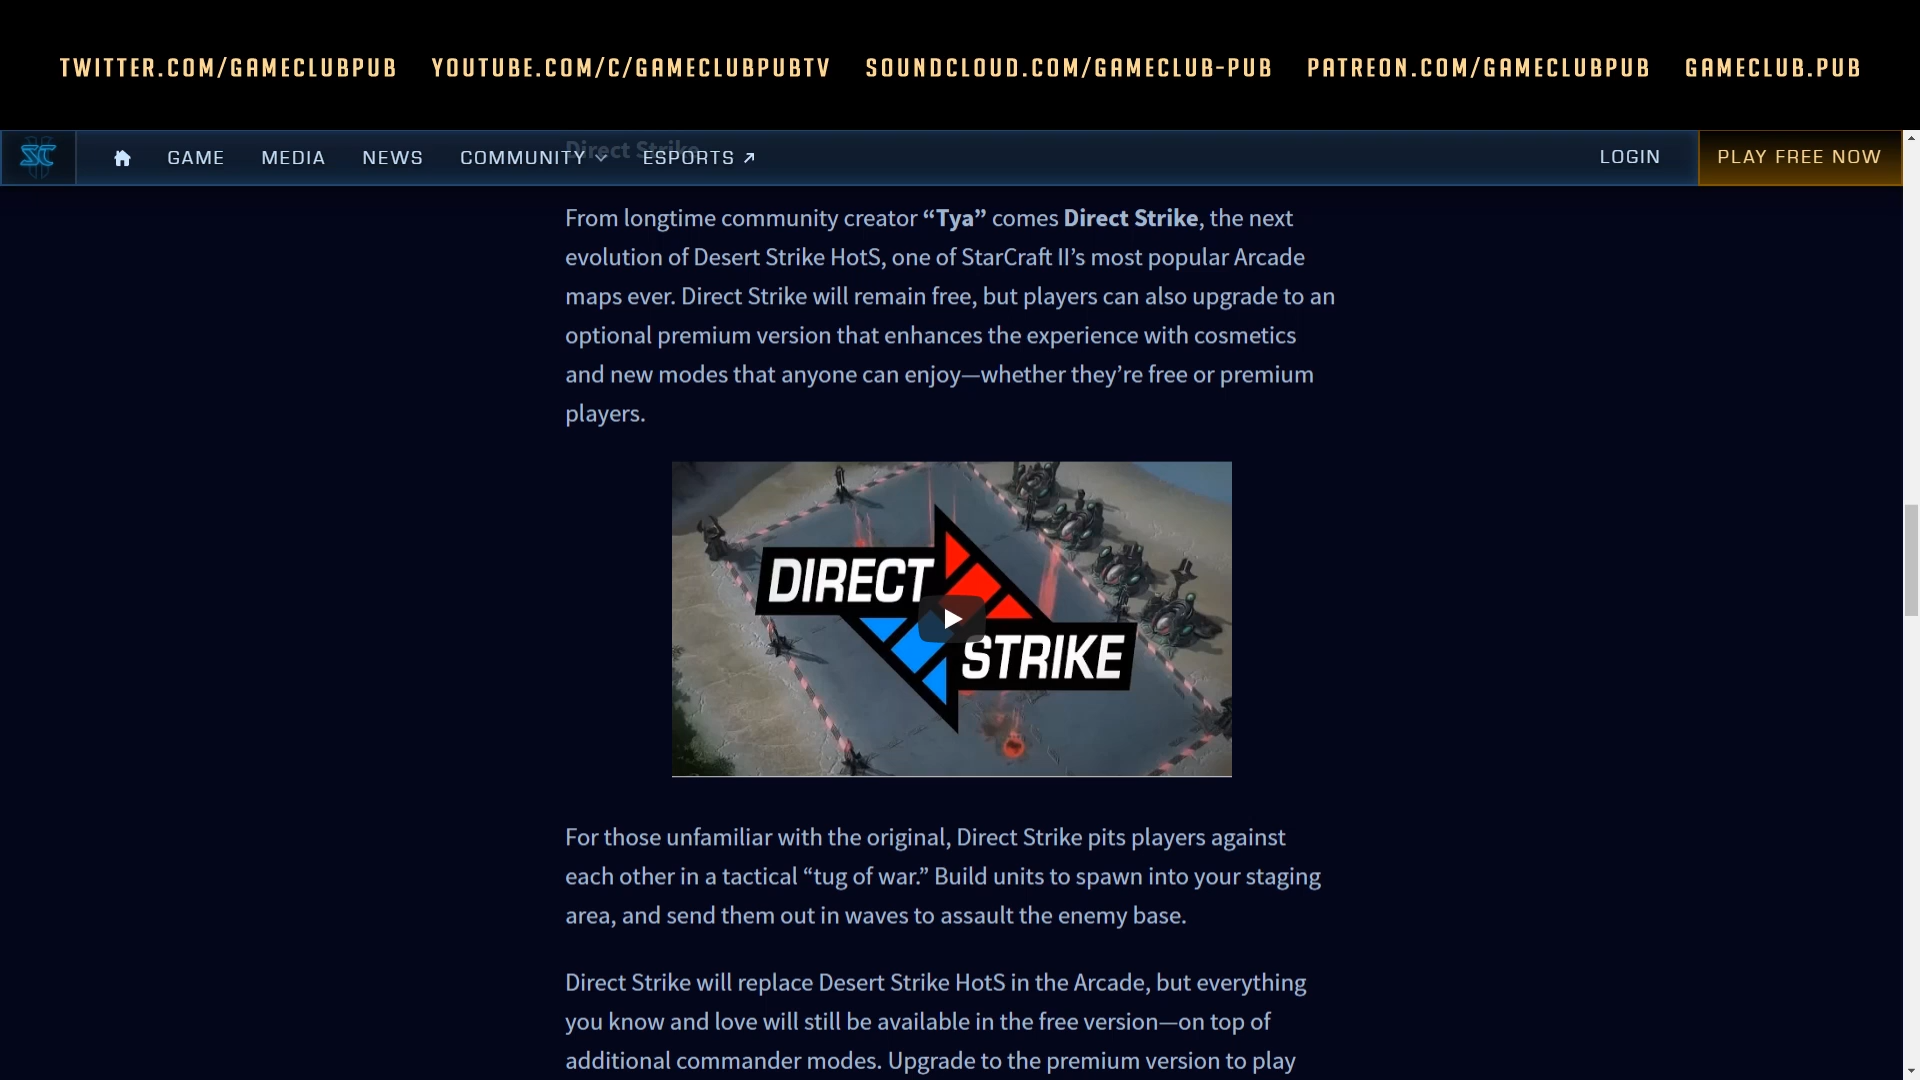 TWITTER.COM/GAMECLUBPUB YOUTUBE.COM/C/GAMECLUBPUBTV SOUNDCLOUD.COM/GAMECLUB-PUB PATREON.COM/GAMECLUBPUB GAMECLUB.PUB
SC GAME MEDIA NEWS COMMUNITY ESPORTS LOGIN PLAY FREE NOW
Direct Strike
From longtime community creator “Tya” comes Direct Strike, the next
evolution of Desert Strike HotS, one of StarCraft II’s most popular Arcade
maps ever. Direct Strike will remain free, but players can also upgrade to an
optional premium version that enhances the experience with cosmetics
and new modes that anyone can enjoy—whether they’re free or premium
players.
DIRECT
STRIKE
For those unfamiliar with the original, Direct Strike pits players against
each other in a tactical “tug of war.” Build units to spawn into your staging
area, and send them out in waves to assault the enemy base.
Direct Strike will replace Desert Strike HotS in the Arcade, but everything
you know and love will still be available in the free version—on top of
additional commander modes. Upgrade to the premium version to play